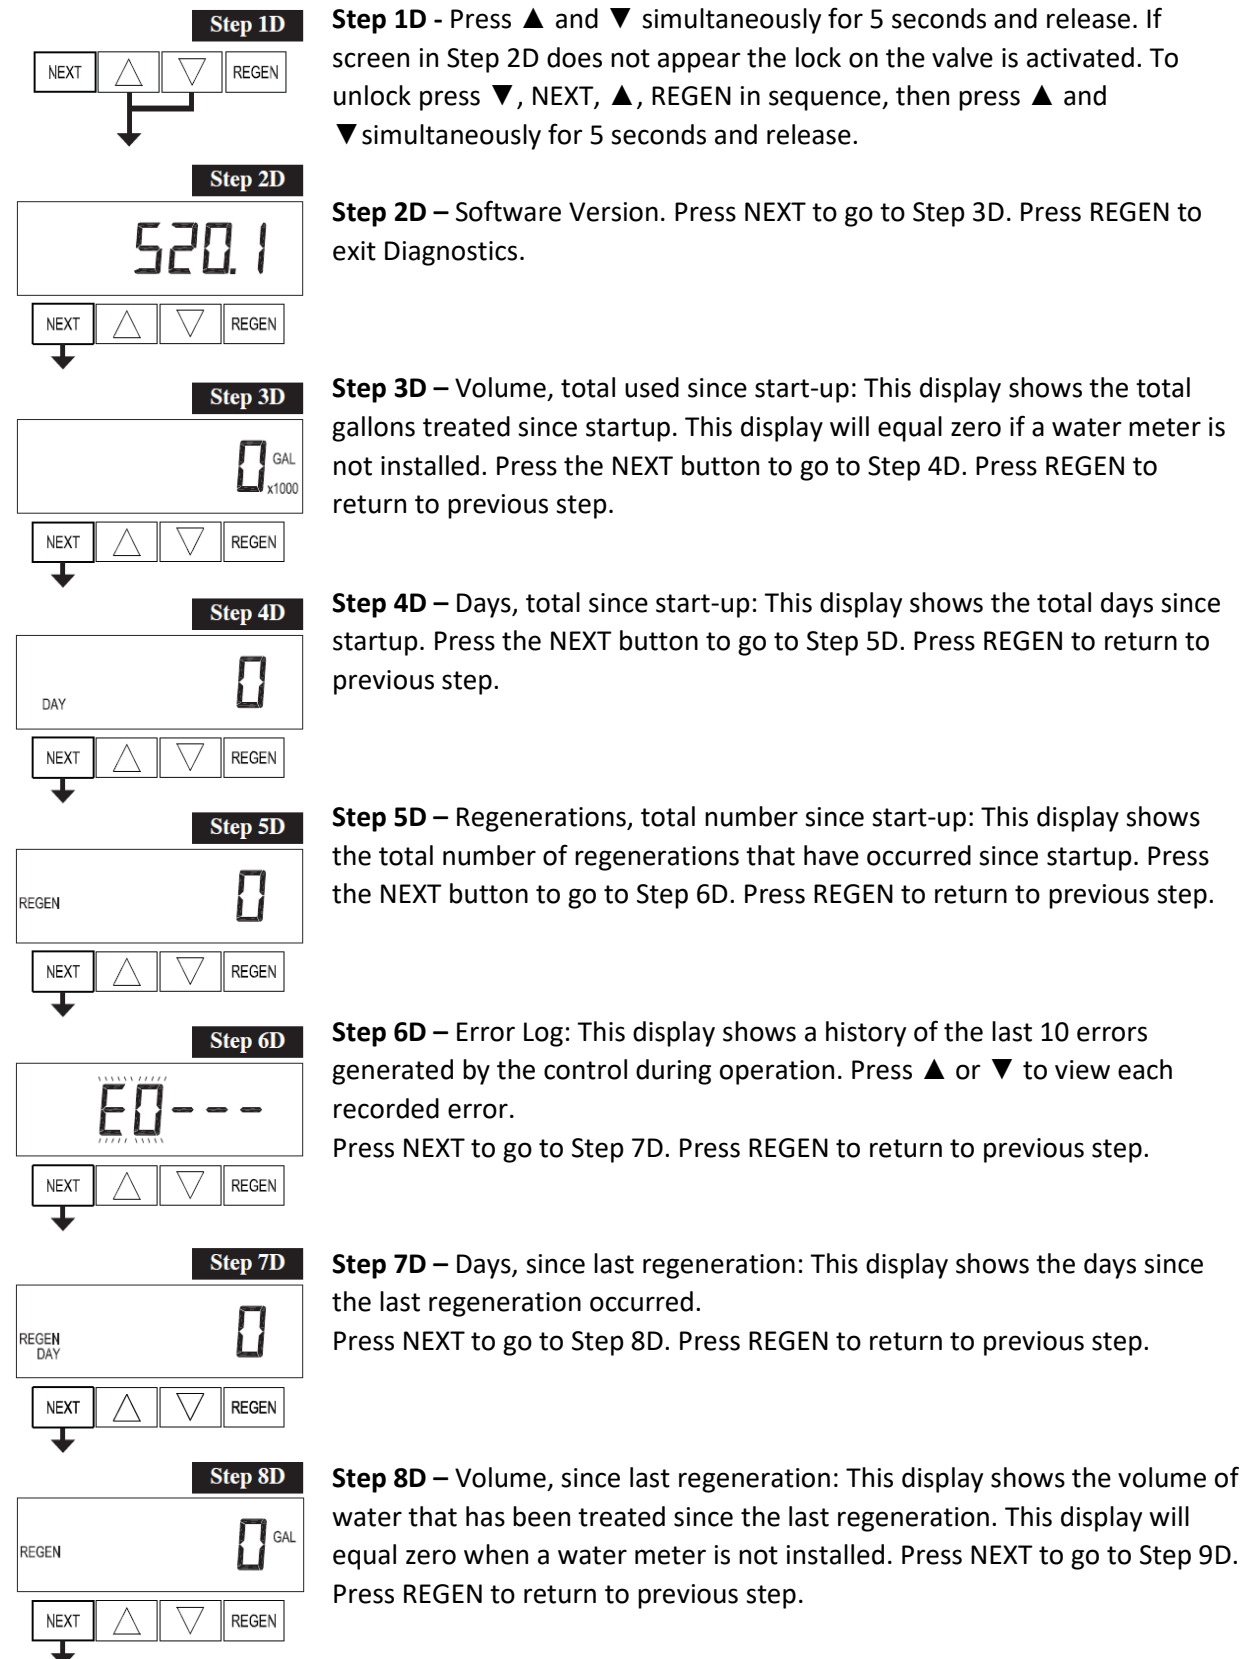 Step 1D
NEXT △ ▽ REGEN
Step 1D - Press ▲ and ▼ simultaneously for 5 seconds and release. If
screen in Step 2D does not appear the lock on the valve is activated. To
unlock press ▼, NEXT, ▲, REGEN in sequence, then press ▲ and
▼simultaneously for 5 seconds and release.
Step 2D
520.1
NEXT △ ▽ REGEN
Step 2D – Software Version. Press NEXT to go to Step 3D. Press REGEN to
exit Diagnostics.
Step 3D
0 GAL
x1000
NEXT △ ▽ REGEN
Step 3D – Volume, total used since start-up: This display shows the total
gallons treated since startup. This display will equal zero if a water meter is
not installed. Press the NEXT button to go to Step 4D. Press REGEN to
return to previous step.
Step 4D
DAY 0
NEXT △ ▽ REGEN
Step 4D – Days, total since start-up: This display shows the total days since
startup. Press the NEXT button to go to Step 5D. Press REGEN to return to
previous step.
Step 5D
REGEN 0
NEXT △ ▽ REGEN
Step 5D – Regenerations, total number since start-up: This display shows
the total number of regenerations that have occurred since startup. Press
the NEXT button to go to Step 6D. Press REGEN to return to previous step.
Step 6D
E0---
NEXT △ ▽ REGEN
Step 6D – Error Log: This display shows a history of the last 10 errors
generated by the control during operation. Press ▲ or ▼ to view each
recorded error.
Press NEXT to go to Step 7D. Press REGEN to return to previous step.
Step 7D
REGEN
DAY 0
NEXT △ ▽ REGEN
Step 7D – Days, since last regeneration: This display shows the days since
the last regeneration occurred.
Press NEXT to go to Step 8D. Press REGEN to return to previous step.
Step 8D
REGEN 0 GAL
NEXT △ ▽ REGEN
Step 8D – Volume, since last regeneration: This display shows the volume of
water that has been treated since the last regeneration. This display will
equal zero when a water meter is not installed. Press NEXT to go to Step 9D.
Press REGEN to return to previous step.